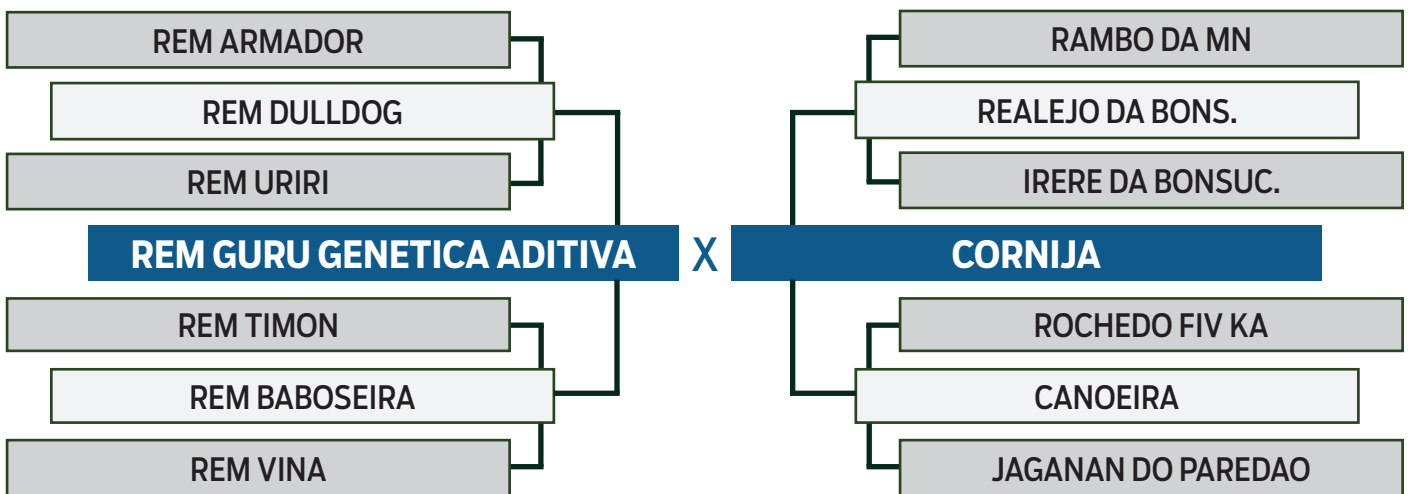 REM ARMADOR
REM DULLDOG
REM URIRI
REM GURU GENETICA ADITIVA
REM TIMON
REM BABOSEIRA
REM VINA
X
RAMBO DA MN
REALEJO DA BONS.
IRERE DA BONSUC.
CORNIJA
ROCHEDO FIV KA
CANOEIRA
JAGANAN DO PAREDAO